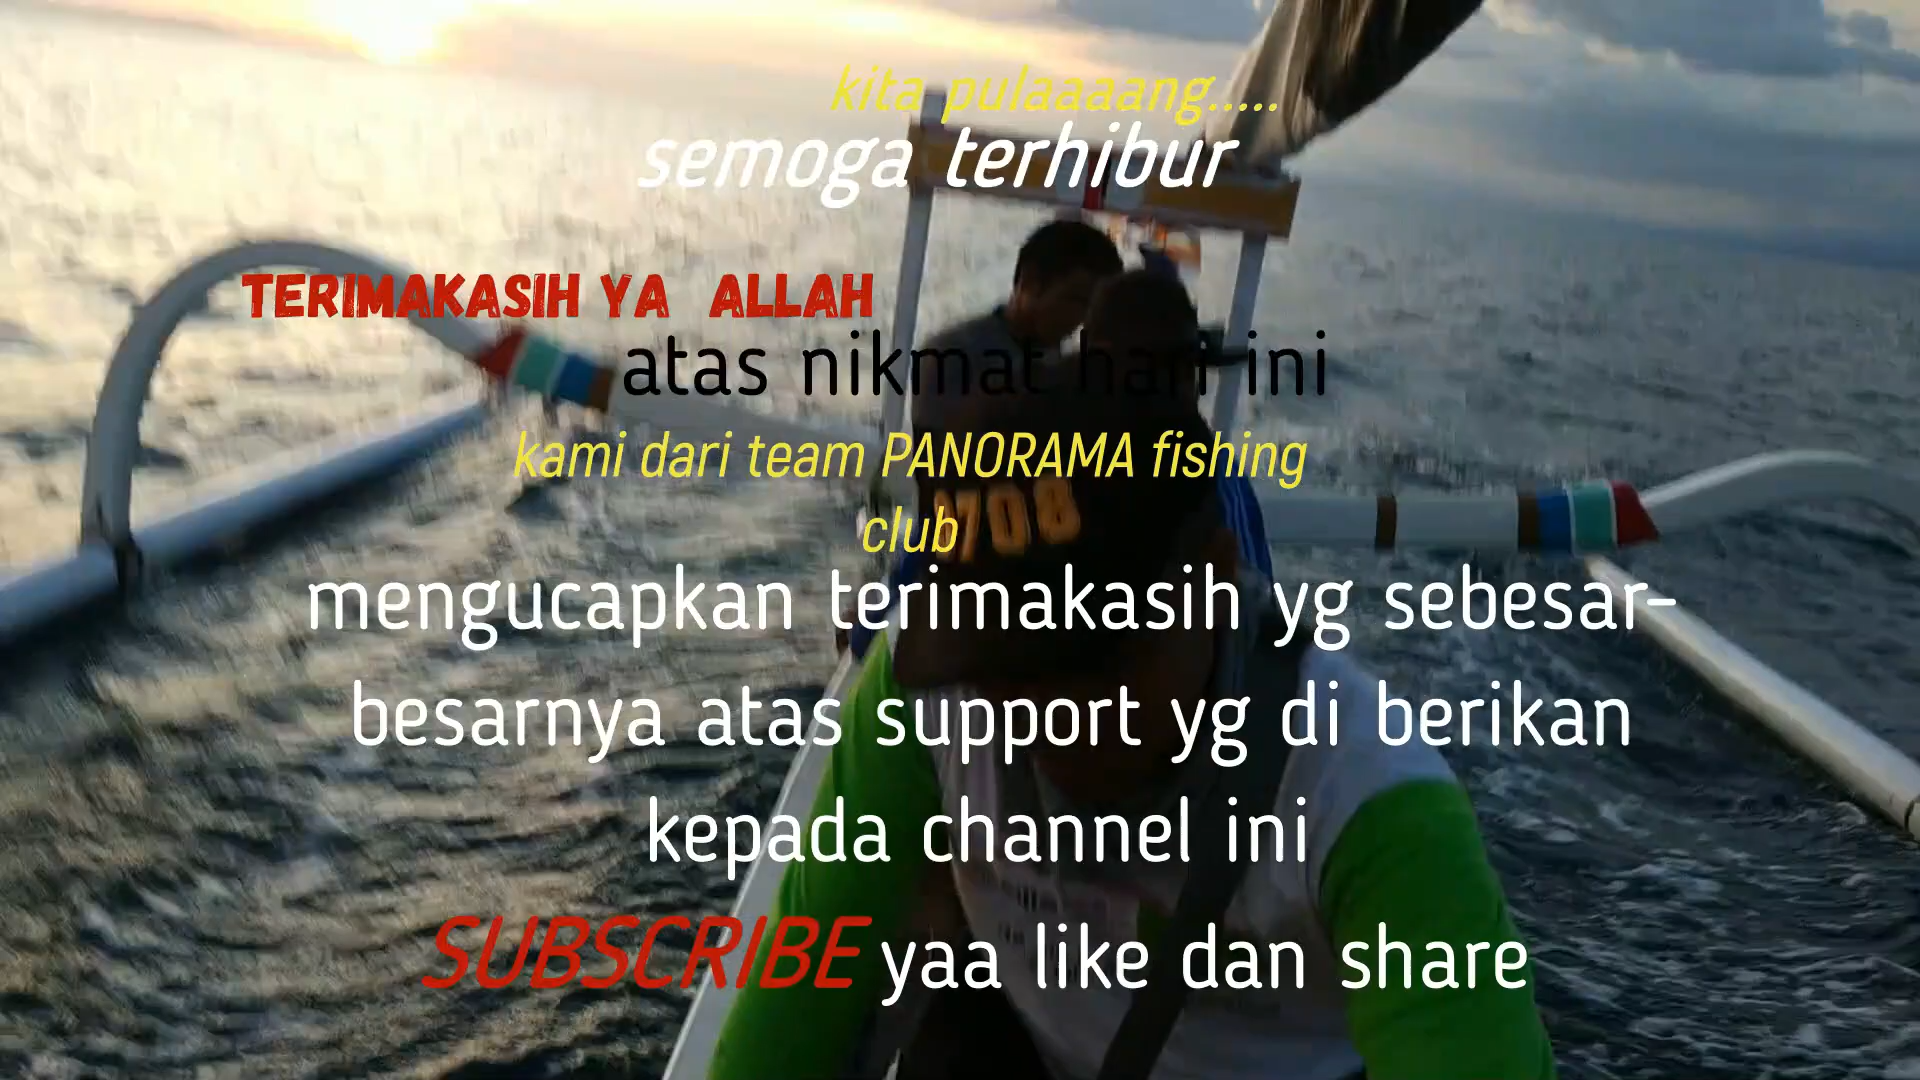 kita pulaaaang.....
semoga terhibur
TERIMAKASIH YA ALLAH
atas nikmat hari ini
kami dari team PANORAMA fishing
club
708
mengucapkan terimakasih yg sebesar-
besarnya atas support yg di berikan
kepada channel ini
SUBSCRIBE yaa like dan share